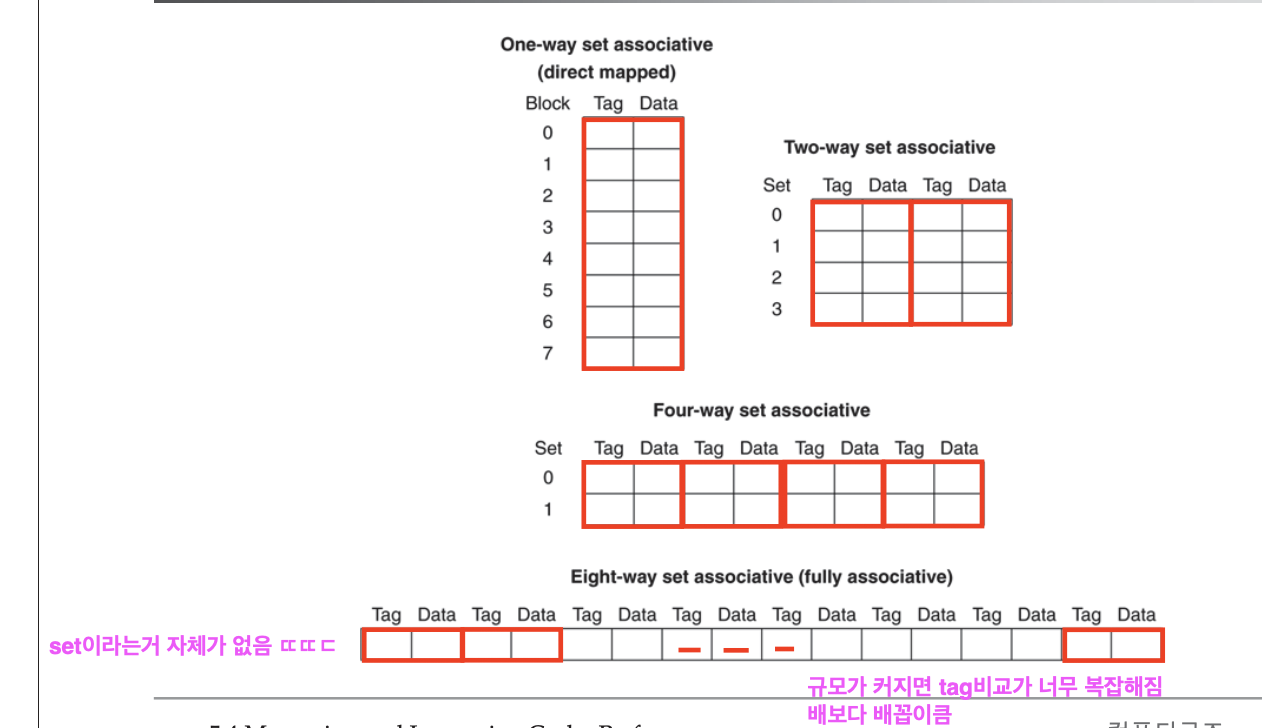 One-way set associative
(direct mapped)
Block Tag Data
0
1
2
3
4
5
6
7
Two-way set associative
Set Tag Data Tag Data
0
1
2
3
Four-way set associative
Set Tag Data Tag Data Tag Data Tag Data
0
1
Eight-way set associative (fully associative)
Tag Data Tag Data Tag Data Tag Data Tag Data Tag Data Tag Data Tag Data
set이라는거 자체가 없음 ㄸㄸㄷ
규모가 커지면 tag비교가 너무 복잡해짐
배보다 배꼽이큼